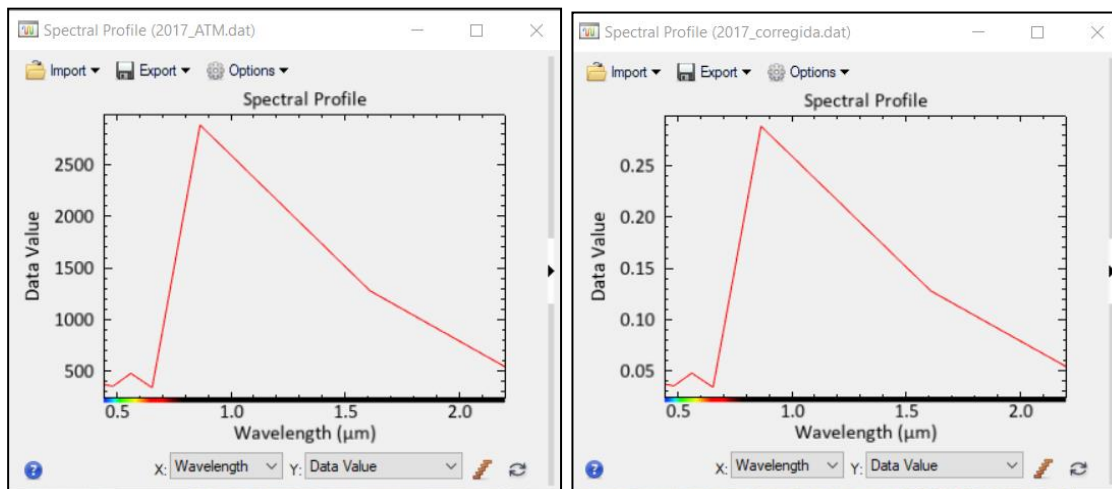 Spectral Profile (2017_ATM.dat)
Import Export Options
Spectral Profile
Data Value
2500
2000
1500
1000
500
0.5 1.0 1.5 2.0
Wavelength (µm)
X: Wavelength Y: Data Value
Spectral Profile (2017_corregida.dat)
Import Export Options
Spectral Profile
Data Value
0.25
0.20
0.15
0.10
0.05
0.5 1.0 1.5 2.0
Wavelength (µm)
X: Wavelength Y: Data Value